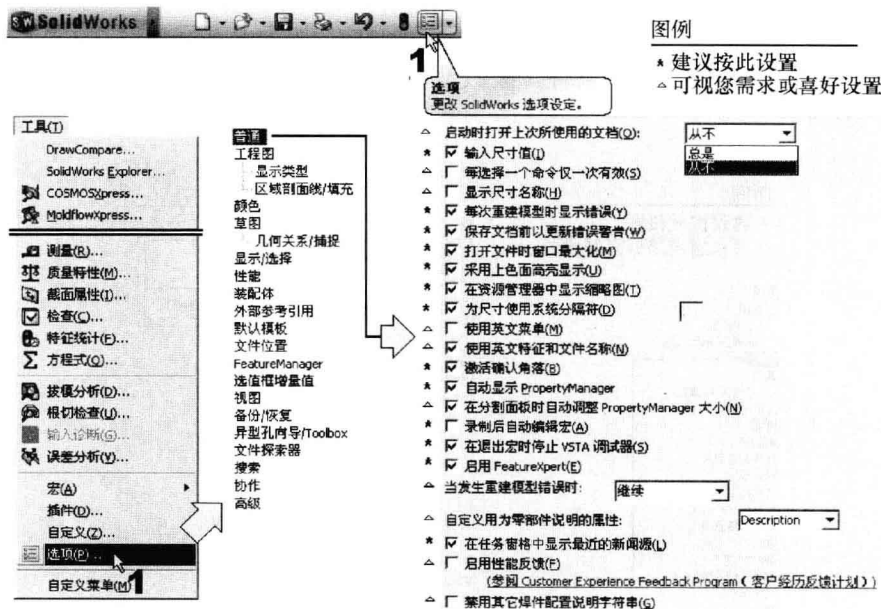 SolidWorks
1
选项
更改 SolidWorks 选项设定。
图例
* 建议按此设置
△可视您需求或喜好设置
工具(T)
DrawCompare...
SolidWorks Explorer...
COSMOSXpress...
MoldflowXpress...
测量(R)...
质量特性(M)...
截面属性(I)...
检查(C)...
特征统计(F)...
方程式(Q)...
拔模分析(D)...
根切检查(U)...
输入诊断(G)...
误差分析(V)...
宏(A)
插件(D)...
自定义(Z)...
选项(P)...
1
自定义菜单(M)
普通
工程图
显示类型
区域剖面线/填充
颜色
草图
几何关系/捕捉
显示/选择
性能
装配体
外部参考引用
默认模板
文件位置
FeatureManager
选值框增量值
视图
备份/恢复
异型孔向导/Toolbox
文件探索器
搜索
协作
高级
△ 启动时打开上次所使用的文档(O): 从不
总是
从不
* 输入尺寸值(I)
△ 每选择一个命令仅一次有效(S)
△ 显示尺寸名称(H)
* 每次重建模型时显示错误(Y)
* 保存文档前以更新错误警告(W)
* 打开文件时窗口最大化(M)
* 采用上色面高亮显示(U)
* 在资源管理器中显示缩略图(T)
* 为尺寸使用系统分隔符(D)
△ 使用英文菜单(M)
△ 使用英文特征和文件名称(N)
* 激活确认角落(B)
* 自动显示 PropertyManager
△ 在分割面板时自动调整 PropertyManager 大小(N)
* 录制后自动编辑宏(A)
* 在退出宏时停止 VSTA 调试器(S)
* 启用 FeatureXpert(E)
△ 当发生重建模型错误时: 继续
△ 自定义用为零部件说明的属性: Description
* 在任务窗格中显示最近的新闻源(L)
△ 启用性能反馈(F)
(参阅 Customer Experience Feedback Program (客户经历反馈计划))
△ 禁用其它焊件配置说明字符串(G)